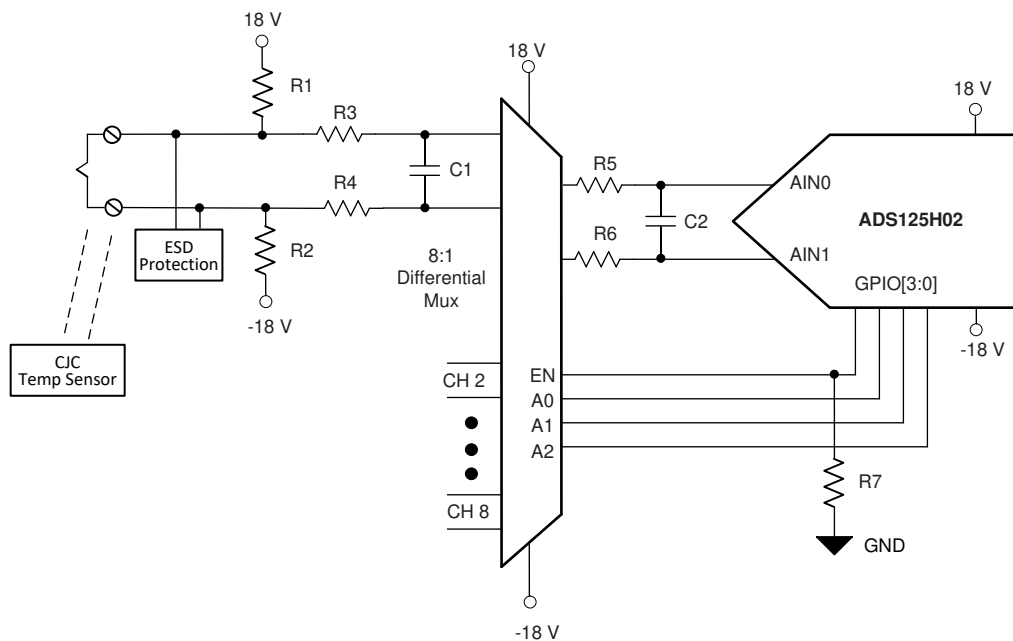 18 V
R1
R3
C1
R4
R2
-18 V
ESD
Protection
CJC
Temp Sensor
18 V
8:1
Differential
Mux
CH 2
CH 8
EN
A0
A1
A2
-18 V
R5
C2
R6
18 V
AIN0
ADS125H02
AIN1
GPIO[3:0]
-18 V
R7
GND